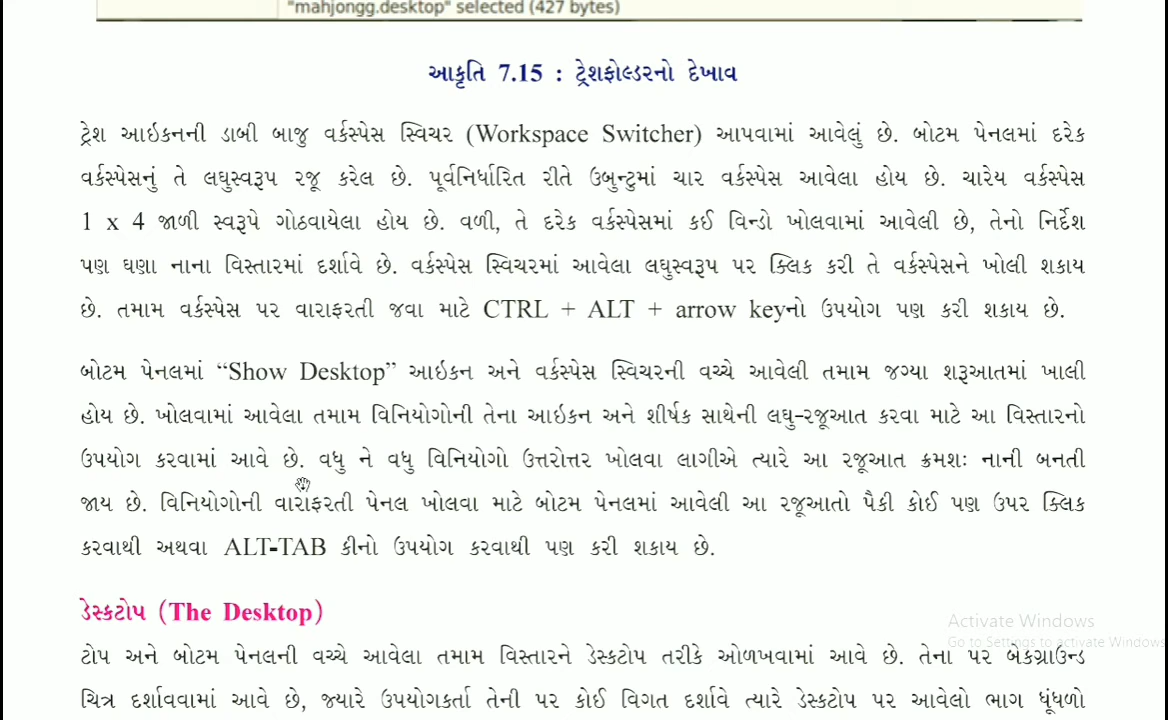 "mahjongg.desktop" selected (427 bytes)
આકૃતિ 7.15 : ટ્રેશફોલ્ડરનો દેખાવ
ટ્રેશ આઇકનની ડાબી બાજુ વર્કસ્પેસ સ્વિચર (Workspace Switcher) આપવામાં આવેલું છે. બોટમ પેનલમાં દરેક
વર્કસ્પેસનું તે લઘુસ્વરૂપ રજૂ કરેલ છે. પૂર્વનિર્ધારિત રીતે ઉબુન્ટુમાં ચાર વર્કસ્પેસ આવેલા હોય છે. ચારેય વર્કસ્પેસ
1 x 4 જાળી સ્વરૂપે ગોઠવાયેલા હોય છે. વળી, તે દરેક વર્કસ્પેસમાં કઈ વિન્ડો ખોલવામાં આવેલી છે, તેનો નિર્દેશ
પણ ઘણા નાના વિસ્તારમાં દર્શાવે છે. વર્કસ્પેસ સ્વિચરમાં આવેલા લઘુસ્વરૂપ પર ક્લિક કરી તે વર્કસ્પેસને ખોલી શકાય
છે. તમામ વર્કસ્પેસ પર વારાફરતી જવા માટે CTRL + ALT + arrow keyનો ઉપયોગ પણ કરી શકાય છે.
બોટમ પેનલમાં “Show Desktop” આઇકન અને વર્કસ્પેસ સ્વિચરની વચ્ચે આવેલી તમામ જગ્યા શરૂઆતમાં ખાલી
હોય છે. ખોલવામાં આવેલા તમામ વિનિયોગોની તેના આઇકન અને શીર્ષક સાથેની લઘુ-રજૂઆત કરવા માટે આ વિસ્તારનો
ઉપયોગ કરવામાં આવે છે. વધુ ને વધુ વિનિયોગો ઉત્તરોત્તર ખોલવા લાગીએ ત્યારે આ રજૂઆત ક્રમશઃ નાની બનતી
જાય છે. વિનિયોગોની વારાફરતી પેનલ ખોલવા માટે બોટમ પેનલમાં આવેલી આ રજૂઆતો પૈકી કોઈ પણ ઉપર ક્લિક
કરવાથી અથવા ALT-TAB કીનો ઉપયોગ કરવાથી પણ કરી શકાય છે.
ડેસ્કટોપ (The Desktop)
ટોપ અને બોટમ પેનલની વચ્ચે આવેલા તમામ વિસ્તારને ડેસ્કટોપ તરીકે ઓળખવામાં આવે છે. તેના પર બૅકગ્રાઉન્ડ
ચિત્ર દર્શાવવામાં આવે છે, જ્યારે ઉપયોગકર્તા તેની પર કોઈ વિગત દર્શાવે ત્યારે ડેસ્કટોપ પર આવેલો ભાગ ધૂંધળો
Activate Windows
Go to Settings to activate Windows